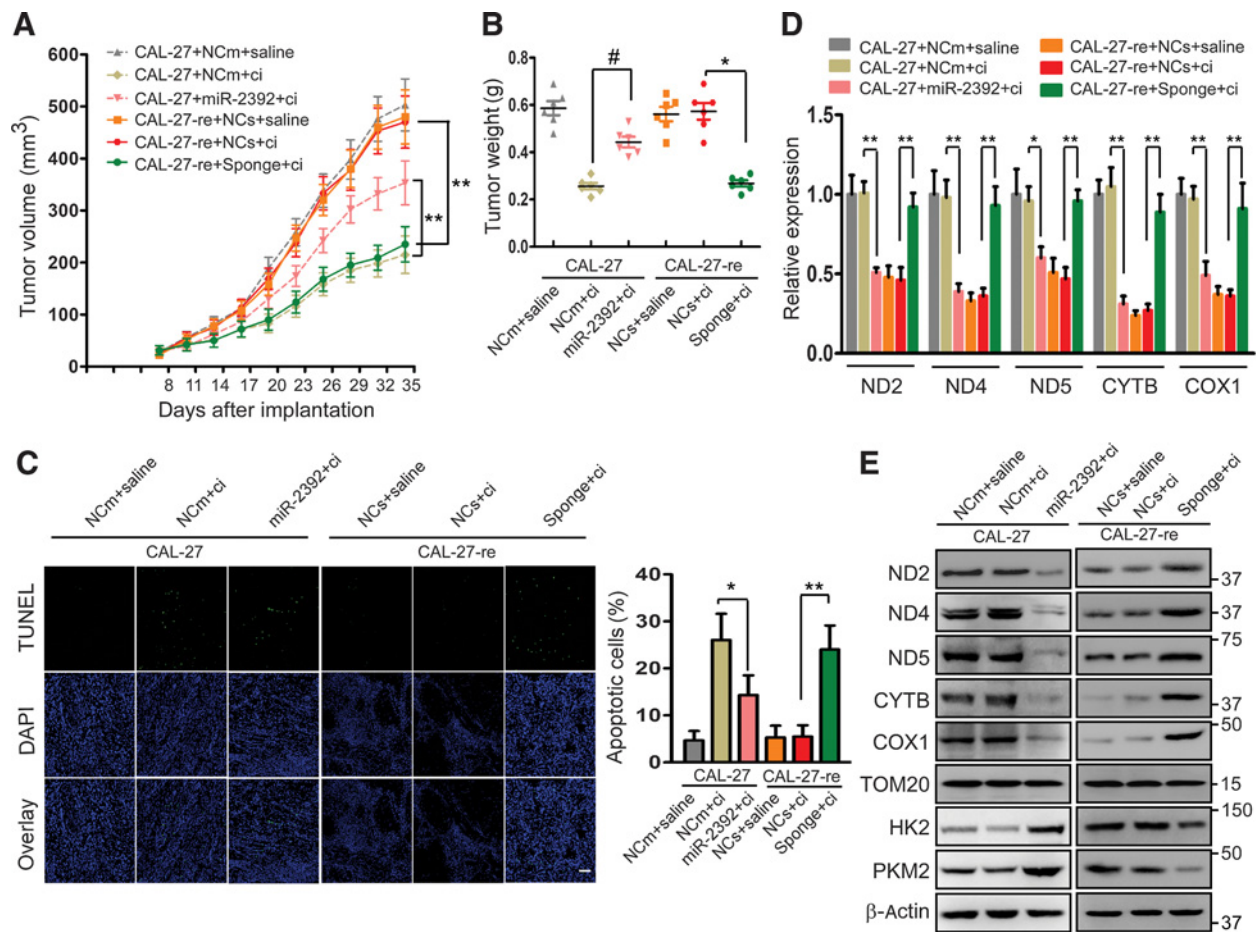 A
CAL-27+NCm+saline
CAL-27+NCm+ci
CAL-27+miR-2392+ci
CAL-27-re+NCs+saline
CAL-27-re+NCs+ci
CAL-27-re+Sponge+ci
Tumor volume (mm³)
600
500
400
300
200
100
0
**
**
8 11 14 17 20 23 26 29 32 35
Days after implantation
B
Tumor weight (g)
0.8
0.6
0.4
0.2
0.0
#
*
CAL-27 CAL-27-re
NCm+saline
NCm+ci
miR-2392+ci
NCs+saline
NCs+ci
Sponge+ci
D
CAL-27+NCm+saline
CAL-27+NCm+ci
CAL-27+miR-2392+ci
CAL-27-re+NCs+saline
CAL-27-re+NCs+ci
CAL-27-re+Sponge+ci
Relative expression
1.5
1.0
0.5
0.0
** ** ** ** * ** ** ** ** **
ND2 ND4 ND5 CYTB COX1
C
NCm+saline
NCm+ci
miR-2392+ci
NCs+saline
NCs+ci
Sponge+ci
CAL-27 CAL-27-re
TUNEL
DAPI
Overlay
Apoptotic cells (%)
40
30
20
10
0
*
**
CAL-27 CAL-27-re
NCm+saline
NCm+ci
miR-2392+ci
NCs+saline
NCs+ci
Sponge+ci
E
NCm+saline
NCm+ci
miR-2392+ci
NCs+saline
NCs+ci
Sponge+ci
CAL-27 CAL-27-re
ND2 37
ND4 37
75
ND5
CYTB 37
50
COX1
TOM20 15
150
HK2
50
PKM2
β-Actin 37